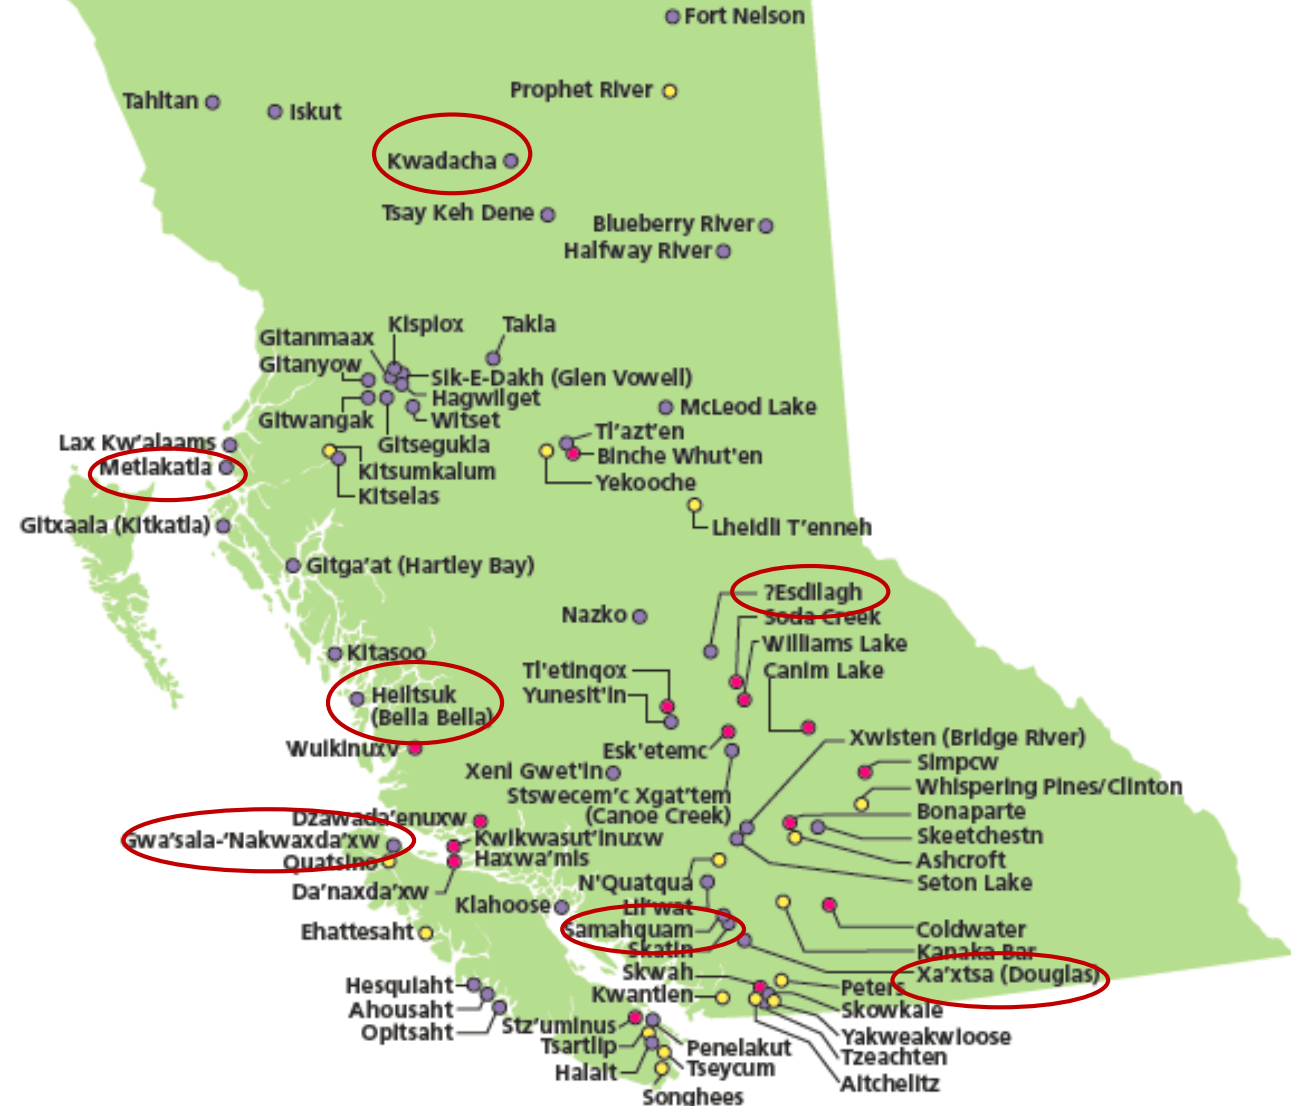 Fort Nelson
Prophet River
Tahltan
Iskut
Kwadacha
Tsay Keh Dene
Blueberry River
Halfway River
Kispiox
Takla
Gitanmaax
Gitanyow
Sik-E-Dakh (Glen Vowell)
Hagwilget
McLeod Lake
Gitwangak
Witset
Tl'azt'en
Lax Kw'alaams
Gitsegukla
Binche Whut'en
Metlakatla
Kitsumkalum
Yekooche
Kitselas
Gitxaala (Kitkatla)
Lheidli T'enneh
Gitga'at (Hartley Bay)
?Esdilagh
Nazko
Soda Creek
Williams Lake
Kitasoo
Tl'etinqox
Canim Lake
Heiltsuk
(Bella Bella)
Yunesit'in
Wuikinuxv
Esk'etemc
Xwisten (Bridge River)
Simpcw
Xeni Gwet'in
Whispering Pines/Clinton
Stswecem'c Xgat'tem
(Canoe Creek)
Bonaparte
Dzawada'enuxw
Gwa'sala-'Nakwaxda'xw
Kwikwasut'inuxw
Skeetchestn
Quatsino
Haxwa'mis
Ashcroft
Da'naxda'xw
N'Quatqua
Seton Lake
Klahoose
Lil'wat
Ehattesaht
Samahquam
Coldwater
Skatin
Kanaka Bar
Skwah
Xa'xtsa (Douglas)
Hesquiaht
Kwantlen
Peters
Ahousaht
Skowkale
Opitsaht
Stz'uminus
Yakweakwioose
Tsartlip
Penelakut
Tzeachten
Halalt
Tseycum
Aitchelitz
Songhees